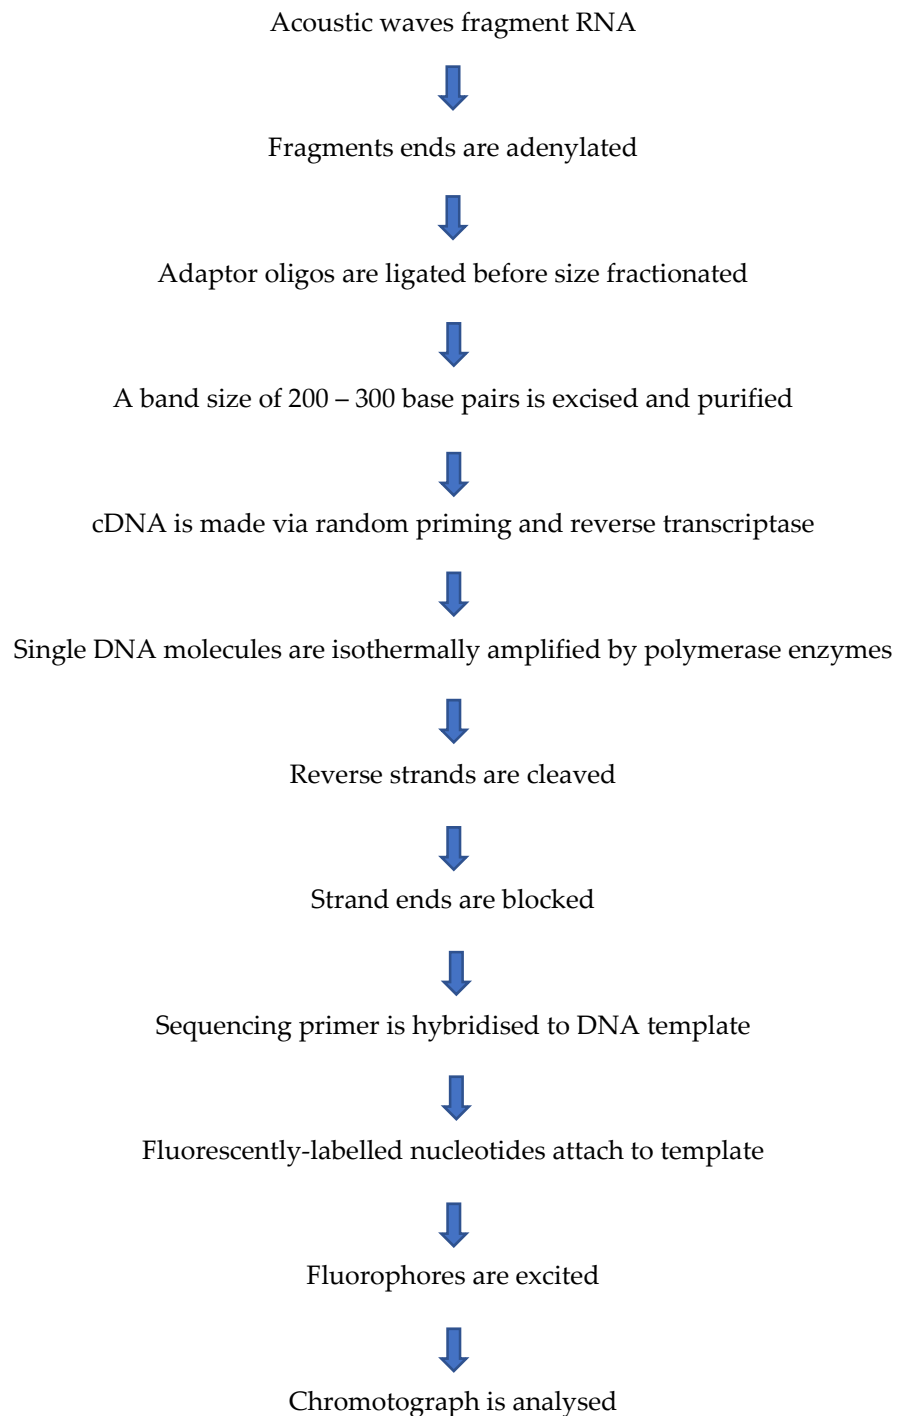 Acoustic waves fragment RNA
Fragments ends are adenylated
Adaptor oligos are ligated before size fractionated
A band size of 200 – 300 base pairs is excised and purified
cDNA is made via random priming and reverse transcriptase
Single DNA molecules are isothermally amplified by polymerase enzymes
Reverse strands are cleaved
Strand ends are blocked
Sequencing primer is hybridised to DNA template
Fluorescently-labelled nucleotides attach to template
Fluorophores are excited
Chromotograph is analysed